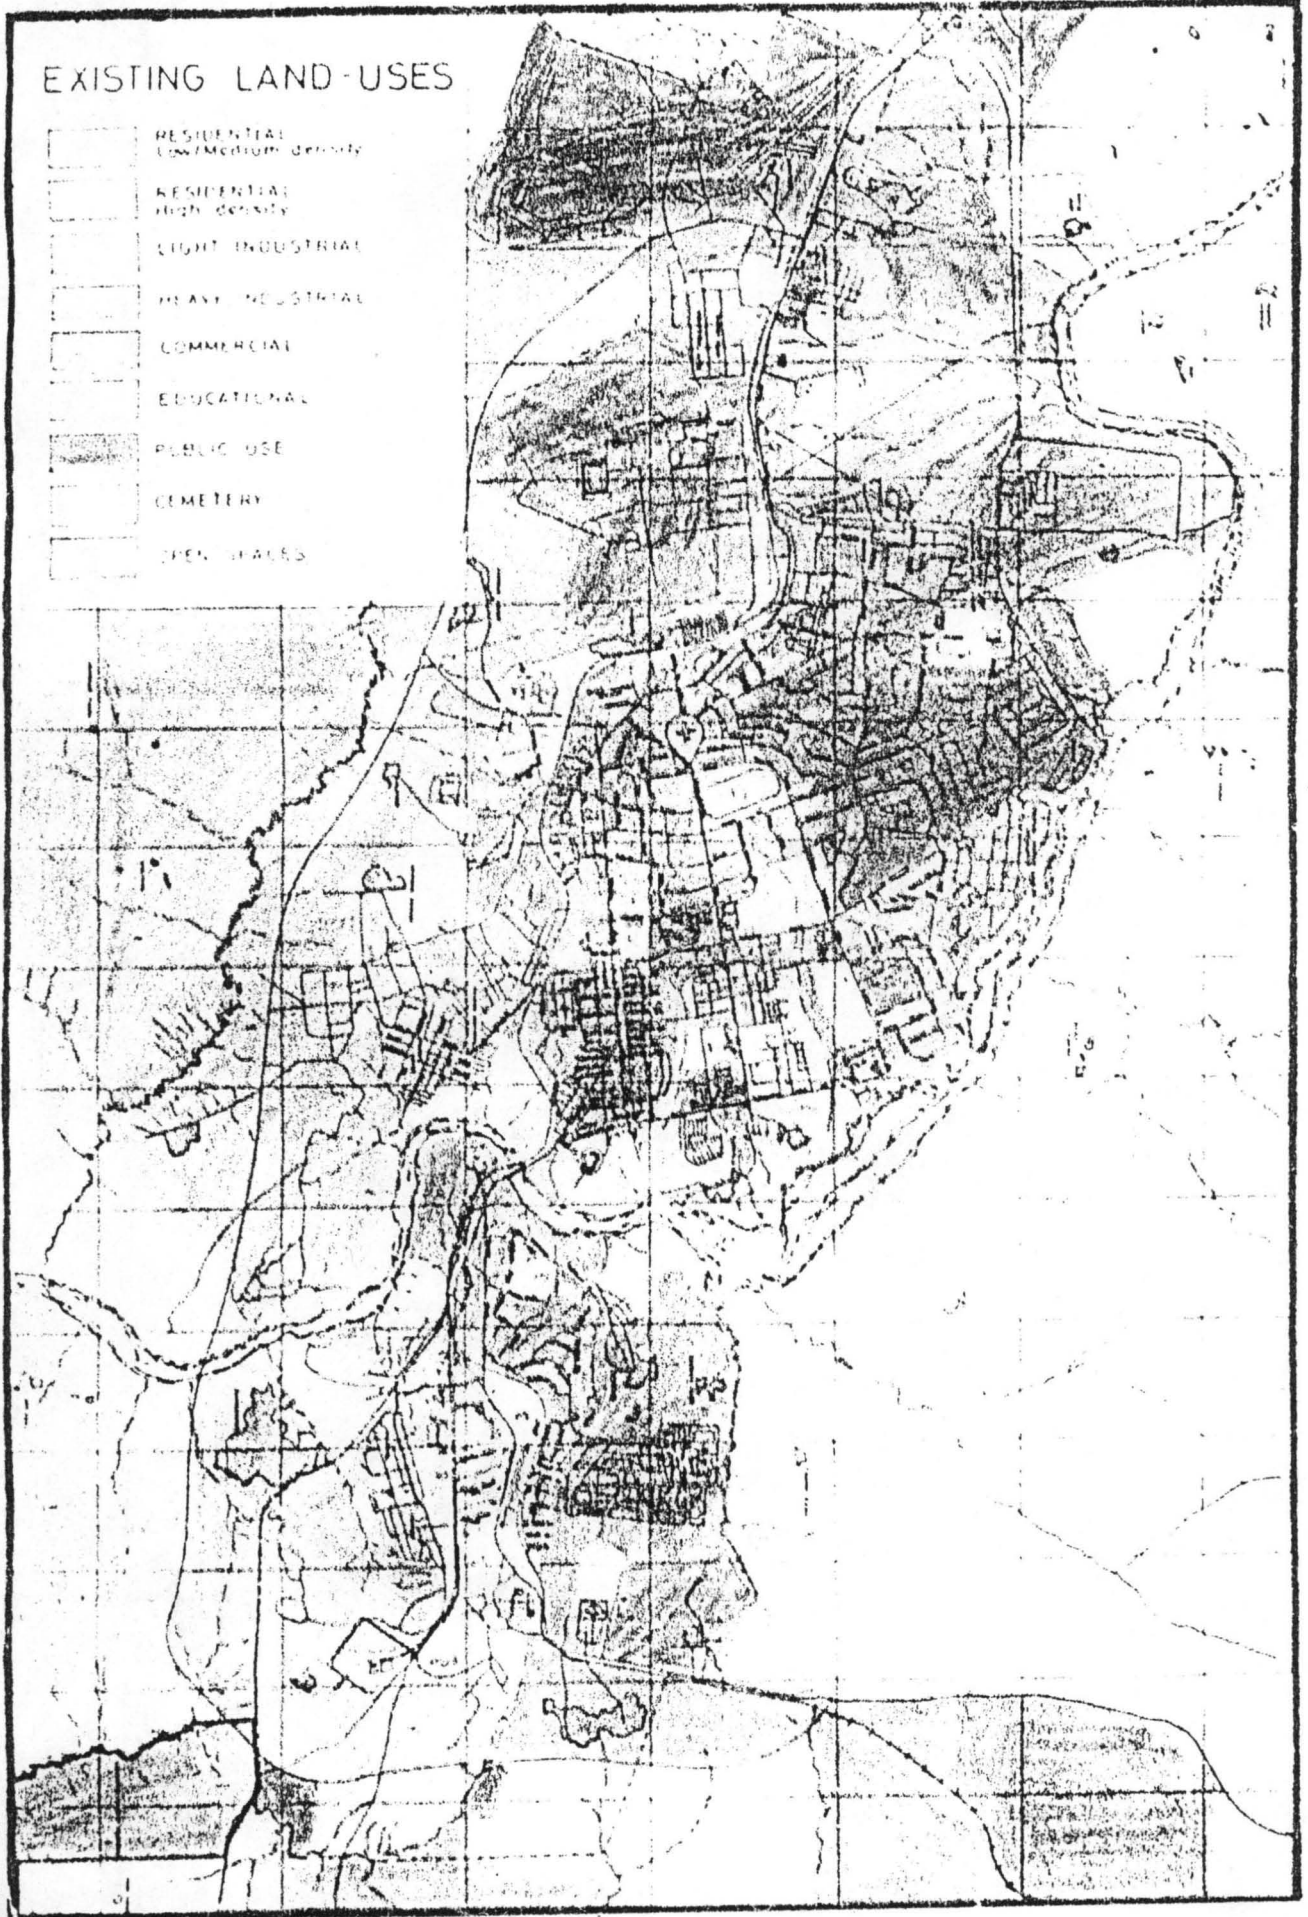 EXISTING LAND-USES
RESIDENTIAL
Low/Medium density
RESIDENTIAL
High density
LIGHT INDUSTRIAL
HEAVY INDUSTRIAL
COMMERCIAL
EDUCATIONAL
PUBLIC USE
CEMETERY
OPEN SPACES